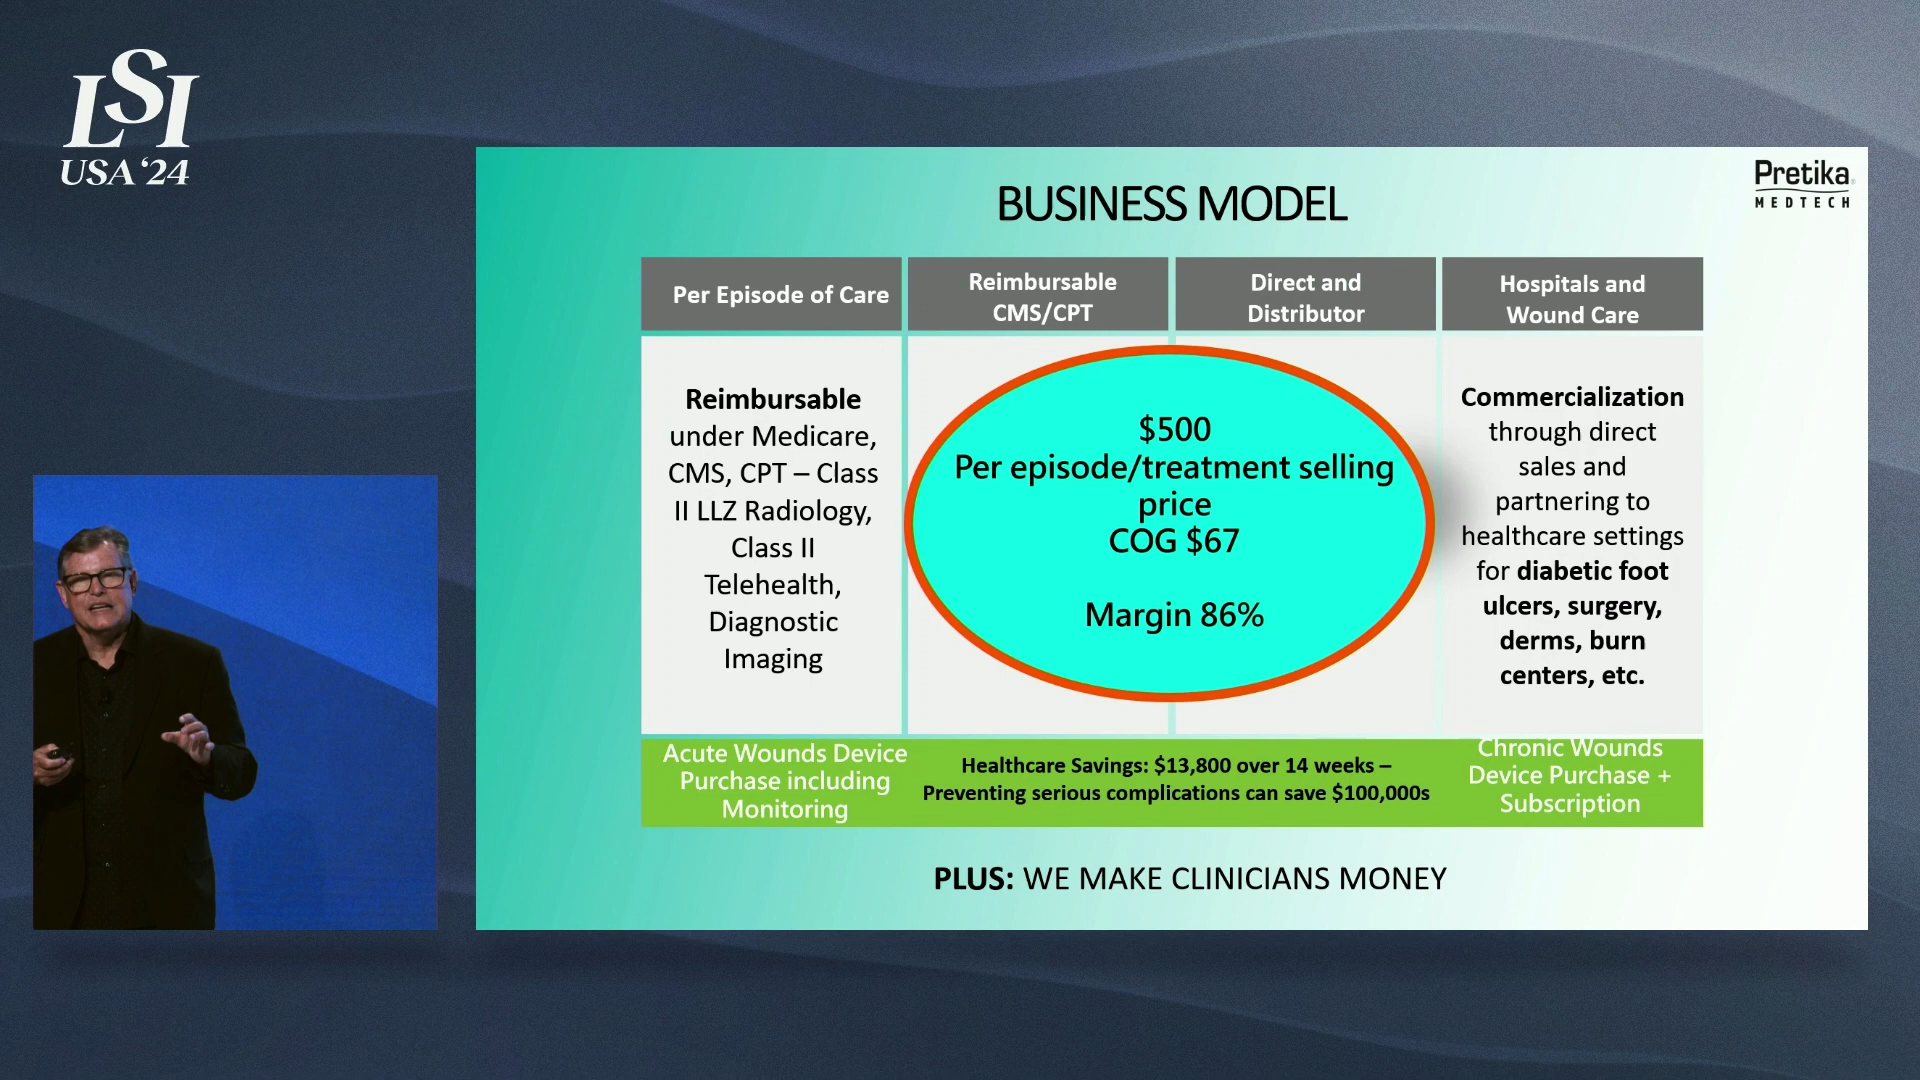 LSI
USA '24
Pretika
MEDTECH
BUSINESS MODEL
Per Episode of Care
Reimbursable
CMS/CPT
Direct and
Distributor
Hospitals and
Wound Care
Reimbursable
under Medicare,
CMS, CPT – Class
II LLZ Radiology,
Class II
Telehealth,
Diagnostic
Imaging
$500
Per episode/treatment selling
price
COG $67
Margin 86%
Commercialization
through direct
sales and
partnering to
healthcare settings
for diabetic foot
ulcers, surgery,
derms, burn
centers, etc.
Acute Wounds Device
Purchase including
Monitoring
Healthcare Savings: $13,800 over 14 weeks –
Preventing serious complications can save $100,000s
Chronic Wounds
Device Purchase +
Subscription
PLUS: WE MAKE CLINICIANS MONEY